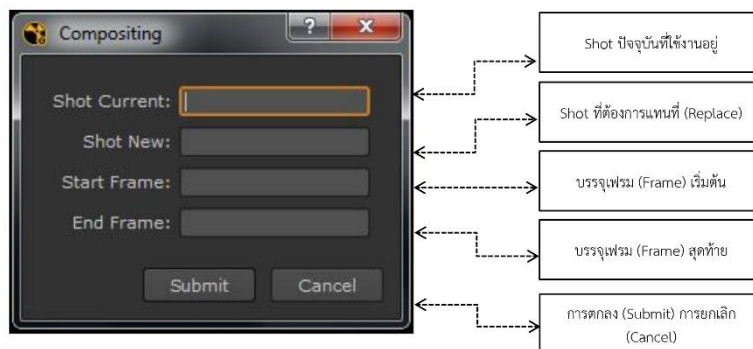 Compositing
?
X
Shot Current:
Shot New:
Start Frame:
End Frame:
Submit
Cancel
Shot ปัจจุบันที่ใช้งานอยู่
Shot ที่ต้องการแทนที่ (Replace)
บรรจุเฟรม (Frame) เริ่มต้น
บรรจุเฟรม (Frame) สุดท้าย
การตกลง (Submit) การยกเลิก
(Cancel)